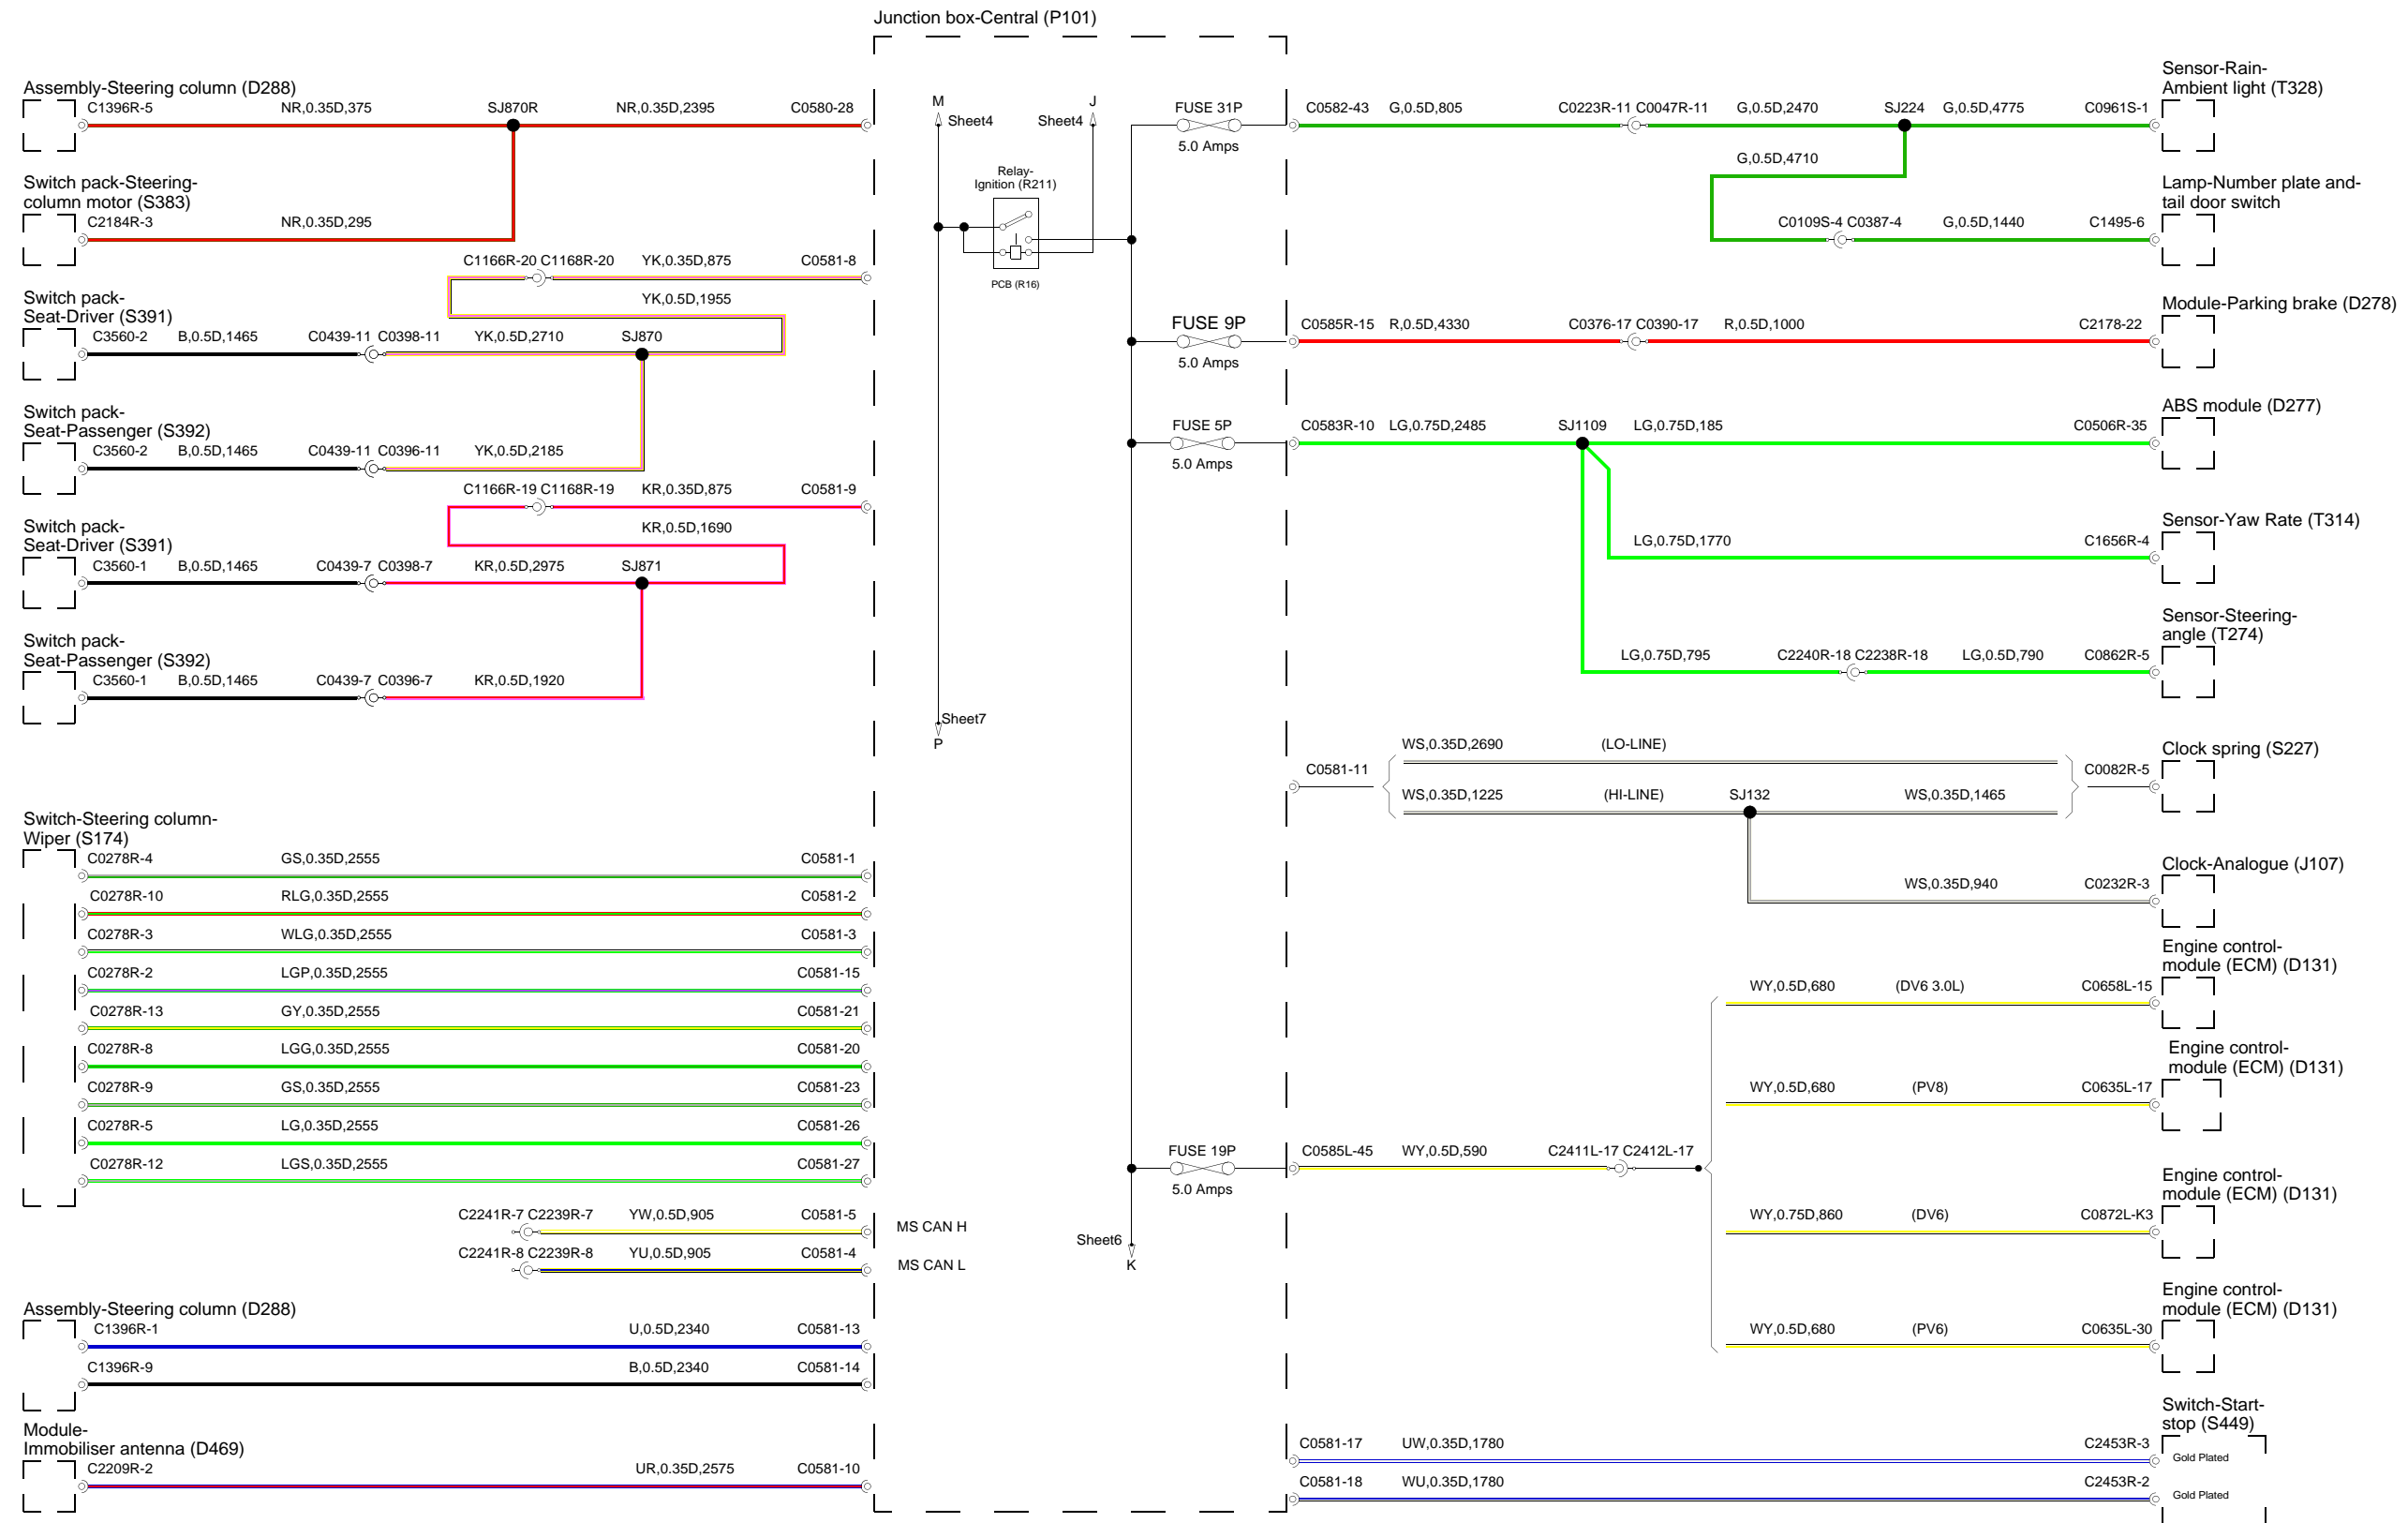 Junction box-Central (P101)
Assembly-Steering column (D288)
C1396R-5 NR,0.35D,375 SJ870R NR,0.35D,2395 C0580-28
Switch pack-Steering-
column motor (S383)
C2184R-3 NR,0.35D,295
C1166R-20 C1168R-20 YK,0.35D,875 C0581-8
YK,0.5D,1955
Switch pack-
Seat-Driver (S391)
C3560-2 B,0.5D,1465 C0439-11 C0398-11 YK,0.5D,2710 SJ870
Switch pack-
Seat-Passenger (S392)
C3560-2 B,0.5D,1465 C0439-11 C0396-11 YK,0.5D,2185
C1166R-19 C1168R-19 KR,0.35D,875 C0581-9
KR,0.5D,1690
Switch pack-
Seat-Driver (S391)
C3560-1 B,0.5D,1465 C0439-7 C0398-7 KR,0.5D,2975 SJ871
Switch pack-
Seat-Passenger (S392)
C3560-1 B,0.5D,1465 C0439-7 C0396-7 KR,0.5D,1920
Switch-Steering column-
Wiper (S174)
C0278R-4 GS,0.35D,2555 C0581-1
C0278R-10 RLG,0.35D,2555 C0581-2
C0278R-3 WLG,0.35D,2555 C0581-3
C0278R-2 LGP,0.35D,2555 C0581-15
C0278R-13 GY,0.35D,2555 C0581-21
C0278R-8 LGG,0.35D,2555 C0581-20
C0278R-9 GS,0.35D,2555 C0581-23
C0278R-5 LG,0.35D,2555 C0581-26
C0278R-12 LGS,0.35D,2555 C0581-27
C2241R-7 C2239R-7 YW,0.5D,905 C0581-5
MS CAN H
C2241R-8 C2239R-8 YU,0.5D,905 C0581-4
MS CAN L
Assembly-Steering column (D288)
C1396R-1 U,0.5D,2340 C0581-13
C1396R-9 B,0.5D,2340 C0581-14
Module-
Immobiliser antenna (D469)
C2209R-2 UR,0.35D,2575 C0581-10
M
Sheet4
J
Sheet4
Relay-
Ignition (R211)
PCB (R16)
Sheet7
P
Sheet6
K
FUSE 31P
5.0 Amps
C0582-43 G,0.5D,805 C0223R-11 C0047R-11 G,0.5D,2470 SJ224 G,0.5D,4775 C0961S-1
Sensor-Rain-
Ambient light (T328)
G,0.5D,4710
Lamp-Number plate and-
tail door switch
C0109S-4 C0387-4 G,0.5D,1440 C1495-6
FUSE 9P
5.0 Amps
C0585R-15 R,0.5D,4330 C0376-17 C0390-17 R,0.5D,1000 C2178-22
Module-Parking brake (D278)
FUSE 5P
5.0 Amps
C0583R-10 LG,0.75D,2485 SJ1109 LG,0.75D,185 C0506R-35
ABS module (D277)
Sensor-Yaw Rate (T314)
LG,0.75D,1770 C1656R-4
Sensor-Steering-
angle (T274)
LG,0.75D,795 C2240R-18 C2238R-18 LG,0.5D,790 C0862R-5
WS,0.35D,2690 (LO-LINE)
Clock spring (S227)
C0581-11 C0082R-5
WS,0.35D,1225 (HI-LINE) SJ132 WS,0.35D,1465
Clock-Analogue (J107)
WS,0.35D,940 C0232R-3
Engine control-
module (ECM) (D131)
WY,0.5D,680 (DV6 3.0L) C0658L-15
Engine control-
module (ECM) (D131)
WY,0.5D,680 (PV8) C0635L-17
FUSE 19P
5.0 Amps
C0585L-45 WY,0.5D,590 C2411L-17 C2412L-17
Engine control-
module (ECM) (D131)
WY,0.75D,860 (DV6) C0872L-K3
Engine control-
module (ECM) (D131)
WY,0.5D,680 (PV6) C0635L-30
Switch-Start-
stop (S449)
C0581-17 UW,0.35D,1780 C2453R-3
Gold Plated
C0581-18 WU,0.35D,1780 C2453R-2
Gold Plated